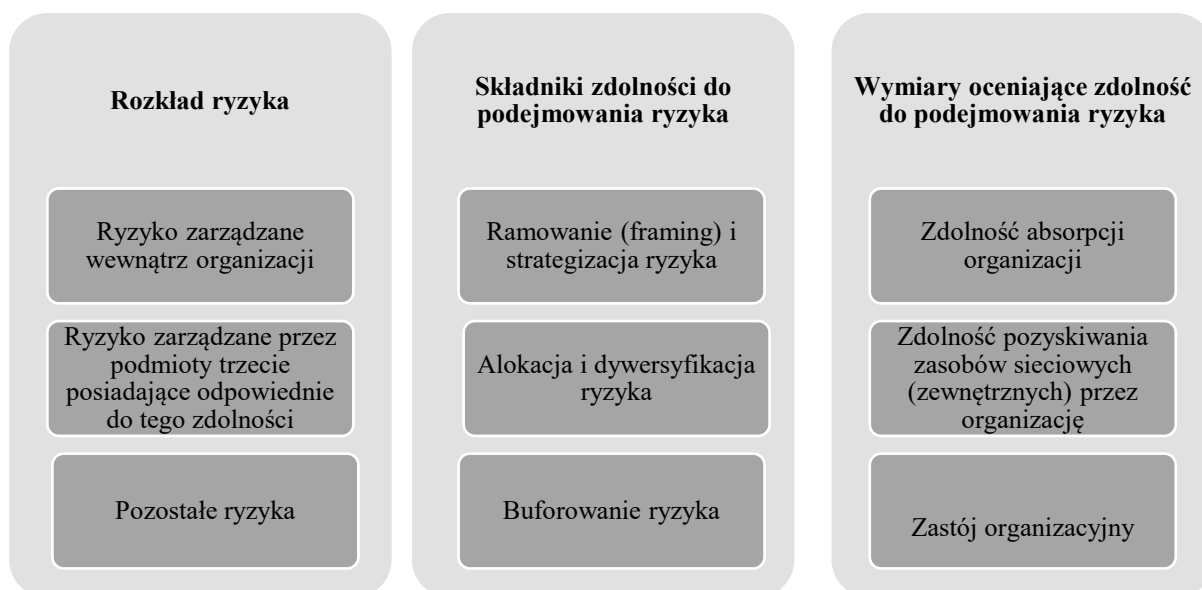 Rozkład ryzyka
Ryzyko zarządzane
wewnątrz organizacji
Ryzyko zarządzane przez
podmioty trzecie
posiadające odpowiednie
do tego zdolności
Pozostałe ryzyka
Składniki zdolności do
podejmowania ryzyka
Ramowanie (framing) i
strategizacja ryzyka
Alokacja i dywersyfikacja
ryzyka
Buforowanie ryzyka
Wymiary oceniające zdolność
do podejmowania ryzyka
Zdolność absorpcji
organizacji
Zdolność pozyskiwania
zasobów sieciowych
(zewnętrznych) przez
organizację
Zastój organizacyjny